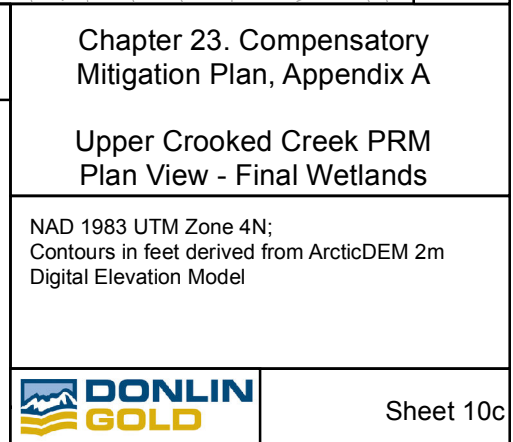 Chapter 23. Compensatory
Mitigation Plan, Appendix A
Upper Crooked Creek PRM
Plan View - Final Wetlands
NAD 1983 UTM Zone 4N;
Contours in feet derived from ArcticDEM 2m
Digital Elevation Model
DONLIN
GOLD
Sheet 10c